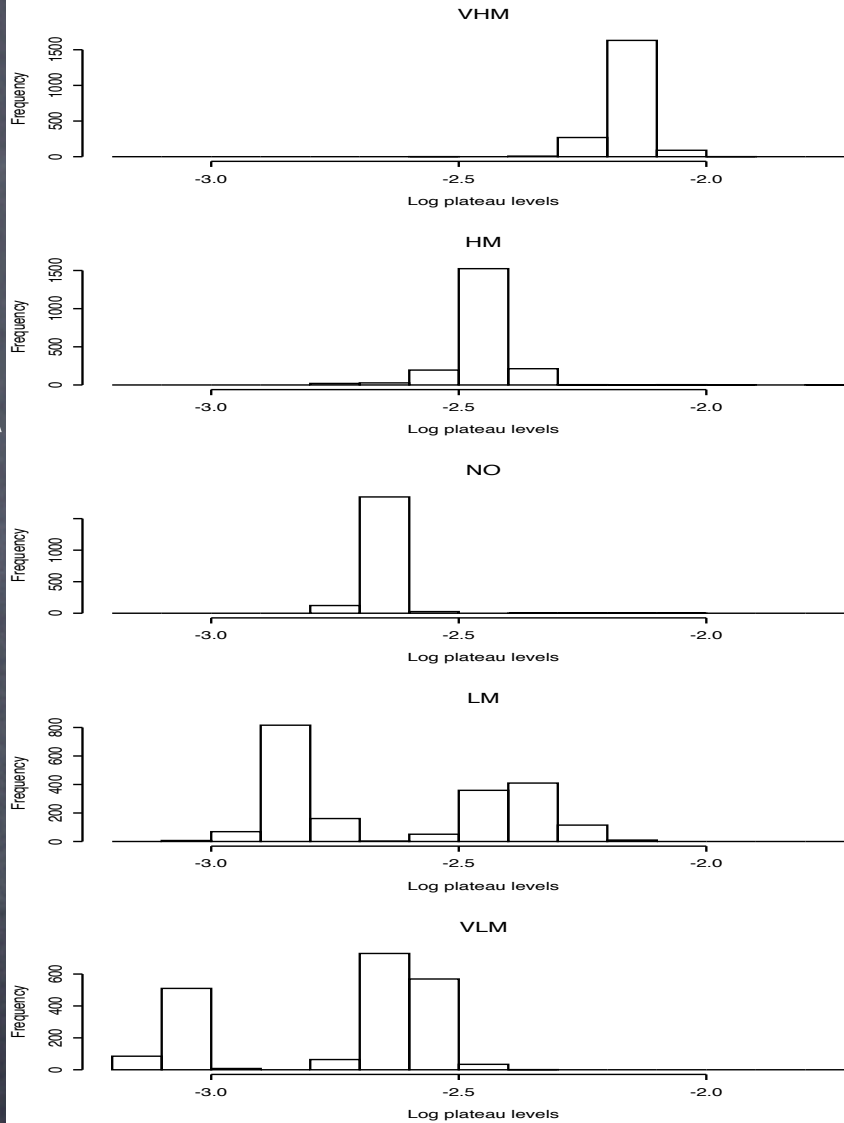 VHM
Frequency
0 500 1000 1500
-3.0 -2.5 -2.0
Log plateau levels
HM
Frequency
0 500 1000 1500
-3.0 -2.5 -2.0
Log plateau levels
NO
Frequency
0 500 1000
-3.0 -2.5 -2.0
Log plateau levels
LM
Frequency
0 200 400 600 800
-3.0 -2.5 -2.0
Log plateau levels
VLM
Frequency
0 200 400 600
-3.0 -2.5 -2.0
Log plateau levels